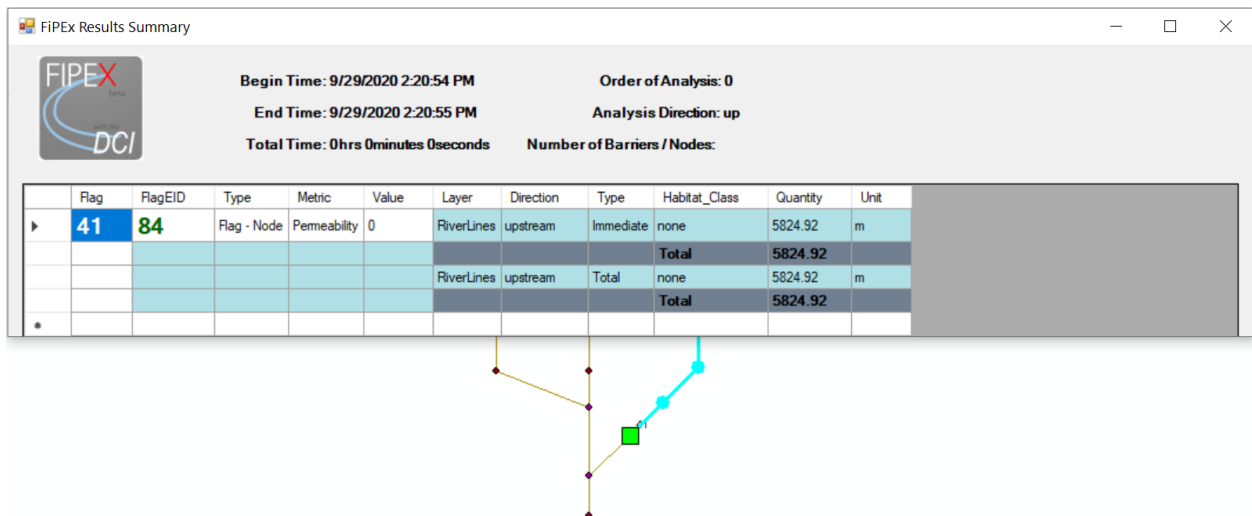 FiPEx Results Summary
FIPEX
beta
DCI
Begin Time: 9/29/2020 2:20:54 PM
Order of Analysis: 0
End Time: 9/29/2020 2:20:55 PM
Analysis Direction: up
Total Time: 0hrs 0minutes 0seconds
Number of Barriers / Nodes:
Flag FlagEID Type Metric Value Layer Direction Type Habitat_Class Quantity Unit
41 84 Flag - Node Permeability 0 RiverLines upstream Immediate none 5824.92 m
Total 5824.92
RiverLines upstream Total none 5824.92 m
Total 5824.92
*